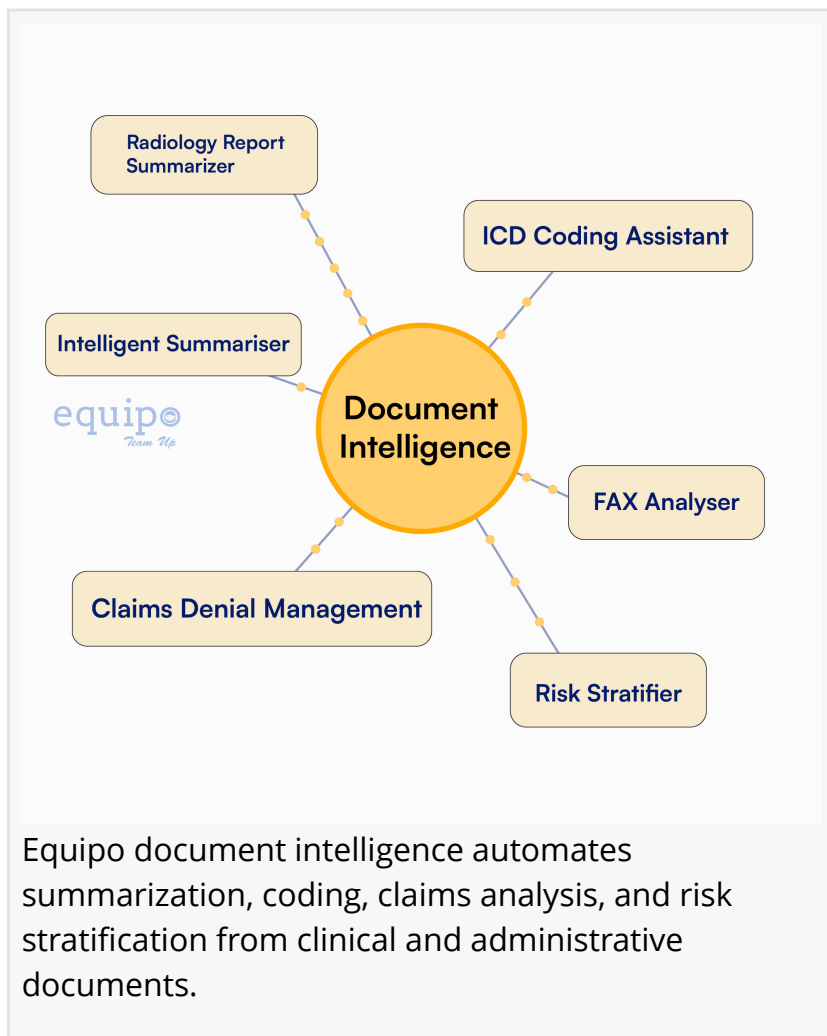 Radiology Report
Summarizer
ICD Coding Assistant
Intelligent Summariser
equipo
Team Up
Document
Intelligence
FAX Analyser
Claims Denial Management
Risk Stratifier
Equipo document intelligence automates
summarization, coding, claims analysis, and risk
stratification from clinical and administrative
documents.